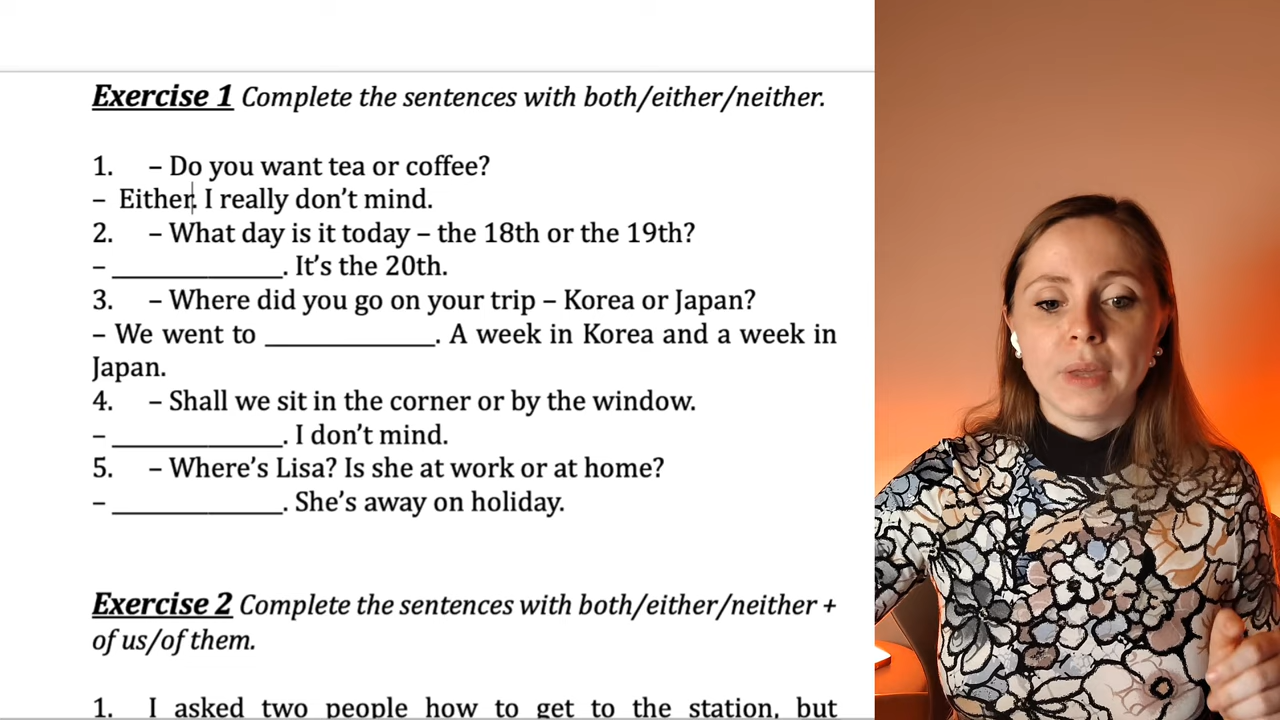 Exercise 1 Complete the sentences with both/either/neither.
1. – Do you want tea or coffee?
– Either. I really don't mind.
2. – What day is it today – the 18th or the 19th?
– _____________. It's the 20th.
3. – Where did you go on your trip – Korea or Japan?
– We went to _____________. A week in Korea and a week in
Japan.
4. – Shall we sit in the corner or by the window.
– _____________. I don't mind.
5. – Where's Lisa? Is she at work or at home?
– _____________. She's away on holiday.
Exercise 2 Complete the sentences with both/either/neither +
of us/of them.
1. I asked two people how to get to the station, but